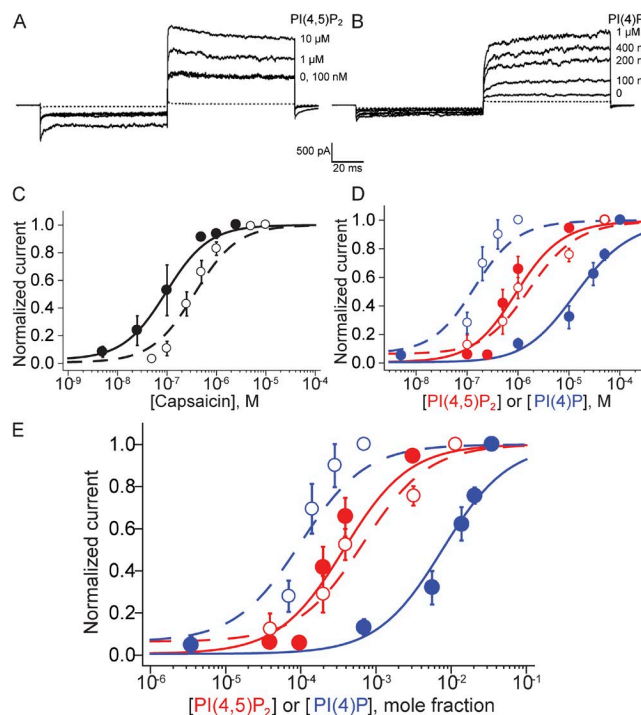 A
PI(4,5)P₂
10 µM
1 µM
0, 100 nM
B
PI(4)P
1 µM
400 n
200 n
100 n
0
500 pA
20 ms
C
Normalized current
1.0
0.8
0.6
0.4
0.2
0.0
10⁻⁹ 10⁻⁸ 10⁻⁷ 10⁻⁶ 10⁻⁵ 10⁻⁴
[Capsaicin], M
D
Normalized current
1.0
0.8
0.6
0.4
0.2
0.0
10⁻⁸ 10⁻⁷ 10⁻⁶ 10⁻⁵ 10⁻⁴
[PI(4,5)P₂] or [PI(4)P], M
E
Normalized current
1.0
0.8
0.6
0.4
0.2
0.0
10⁻⁶ 10⁻⁵ 10⁻⁴ 10⁻³ 10⁻² 10⁻¹
[PI(4,5)P₂] or [PI(4)P], mole fraction